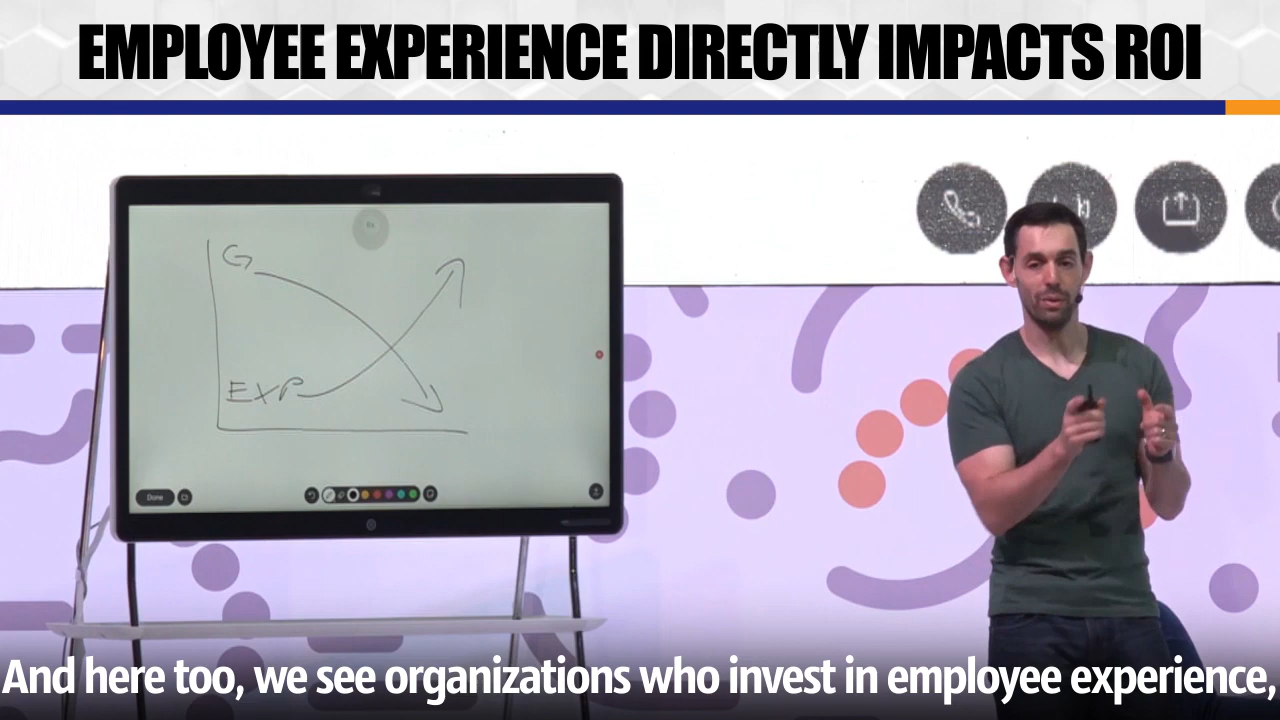 EMPLOYEE EXPERIENCE DIRECTLY IMPACTS ROI
G
EXP
Done
And here too, we see organizations who invest in employee experience,